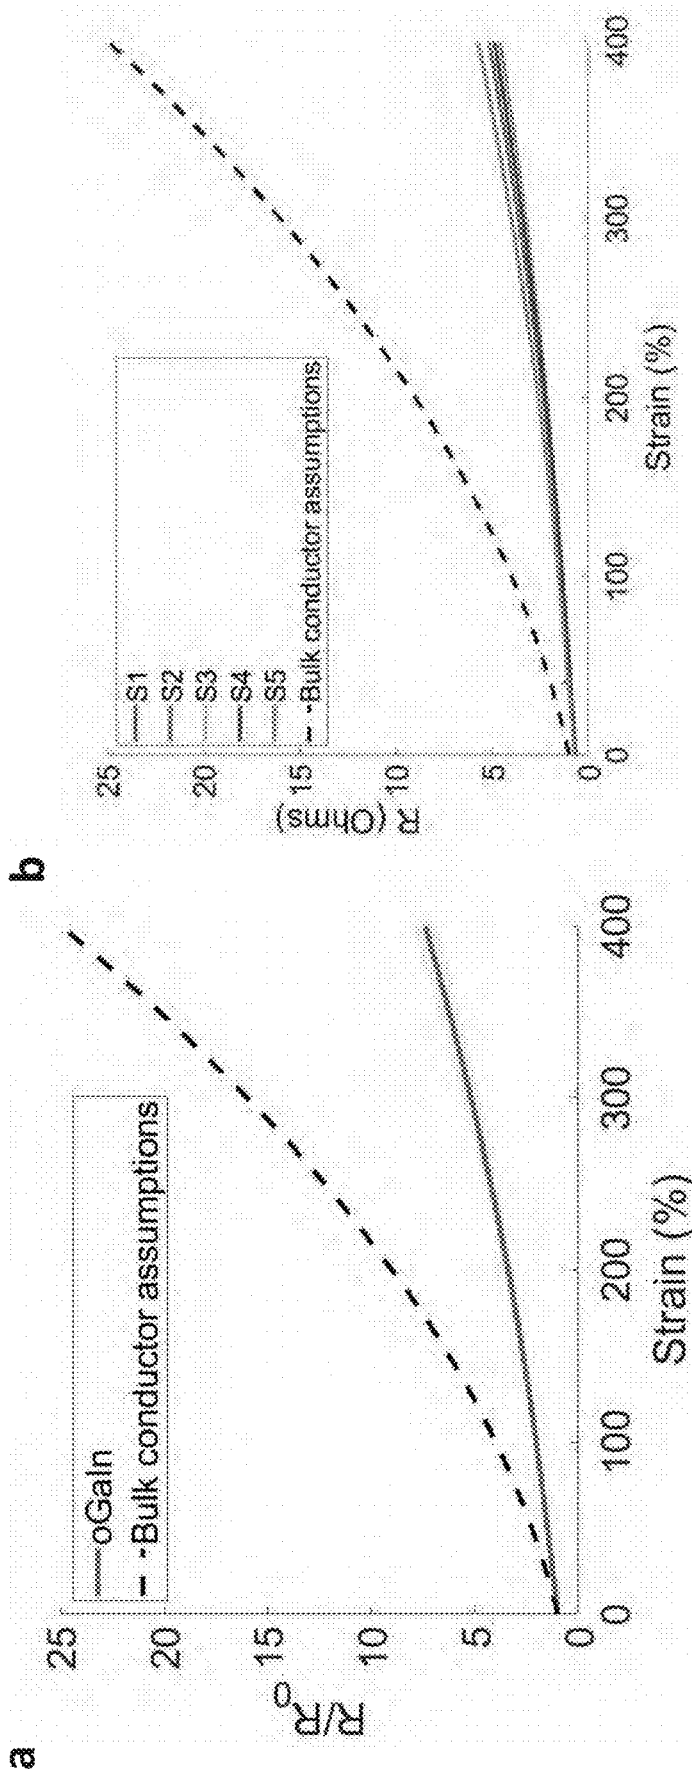 a
R/R0
25
20
15
10
5
0
oGaIn
Bulk conductor assumptions
0
100
200
300
400
Strain (%)
b
R (Ohms)
25
20
15
10
5
0
S1
S2
S3
S4
S5
Bulk conductor assumptions
0
100
200
300
400
Strain (%)